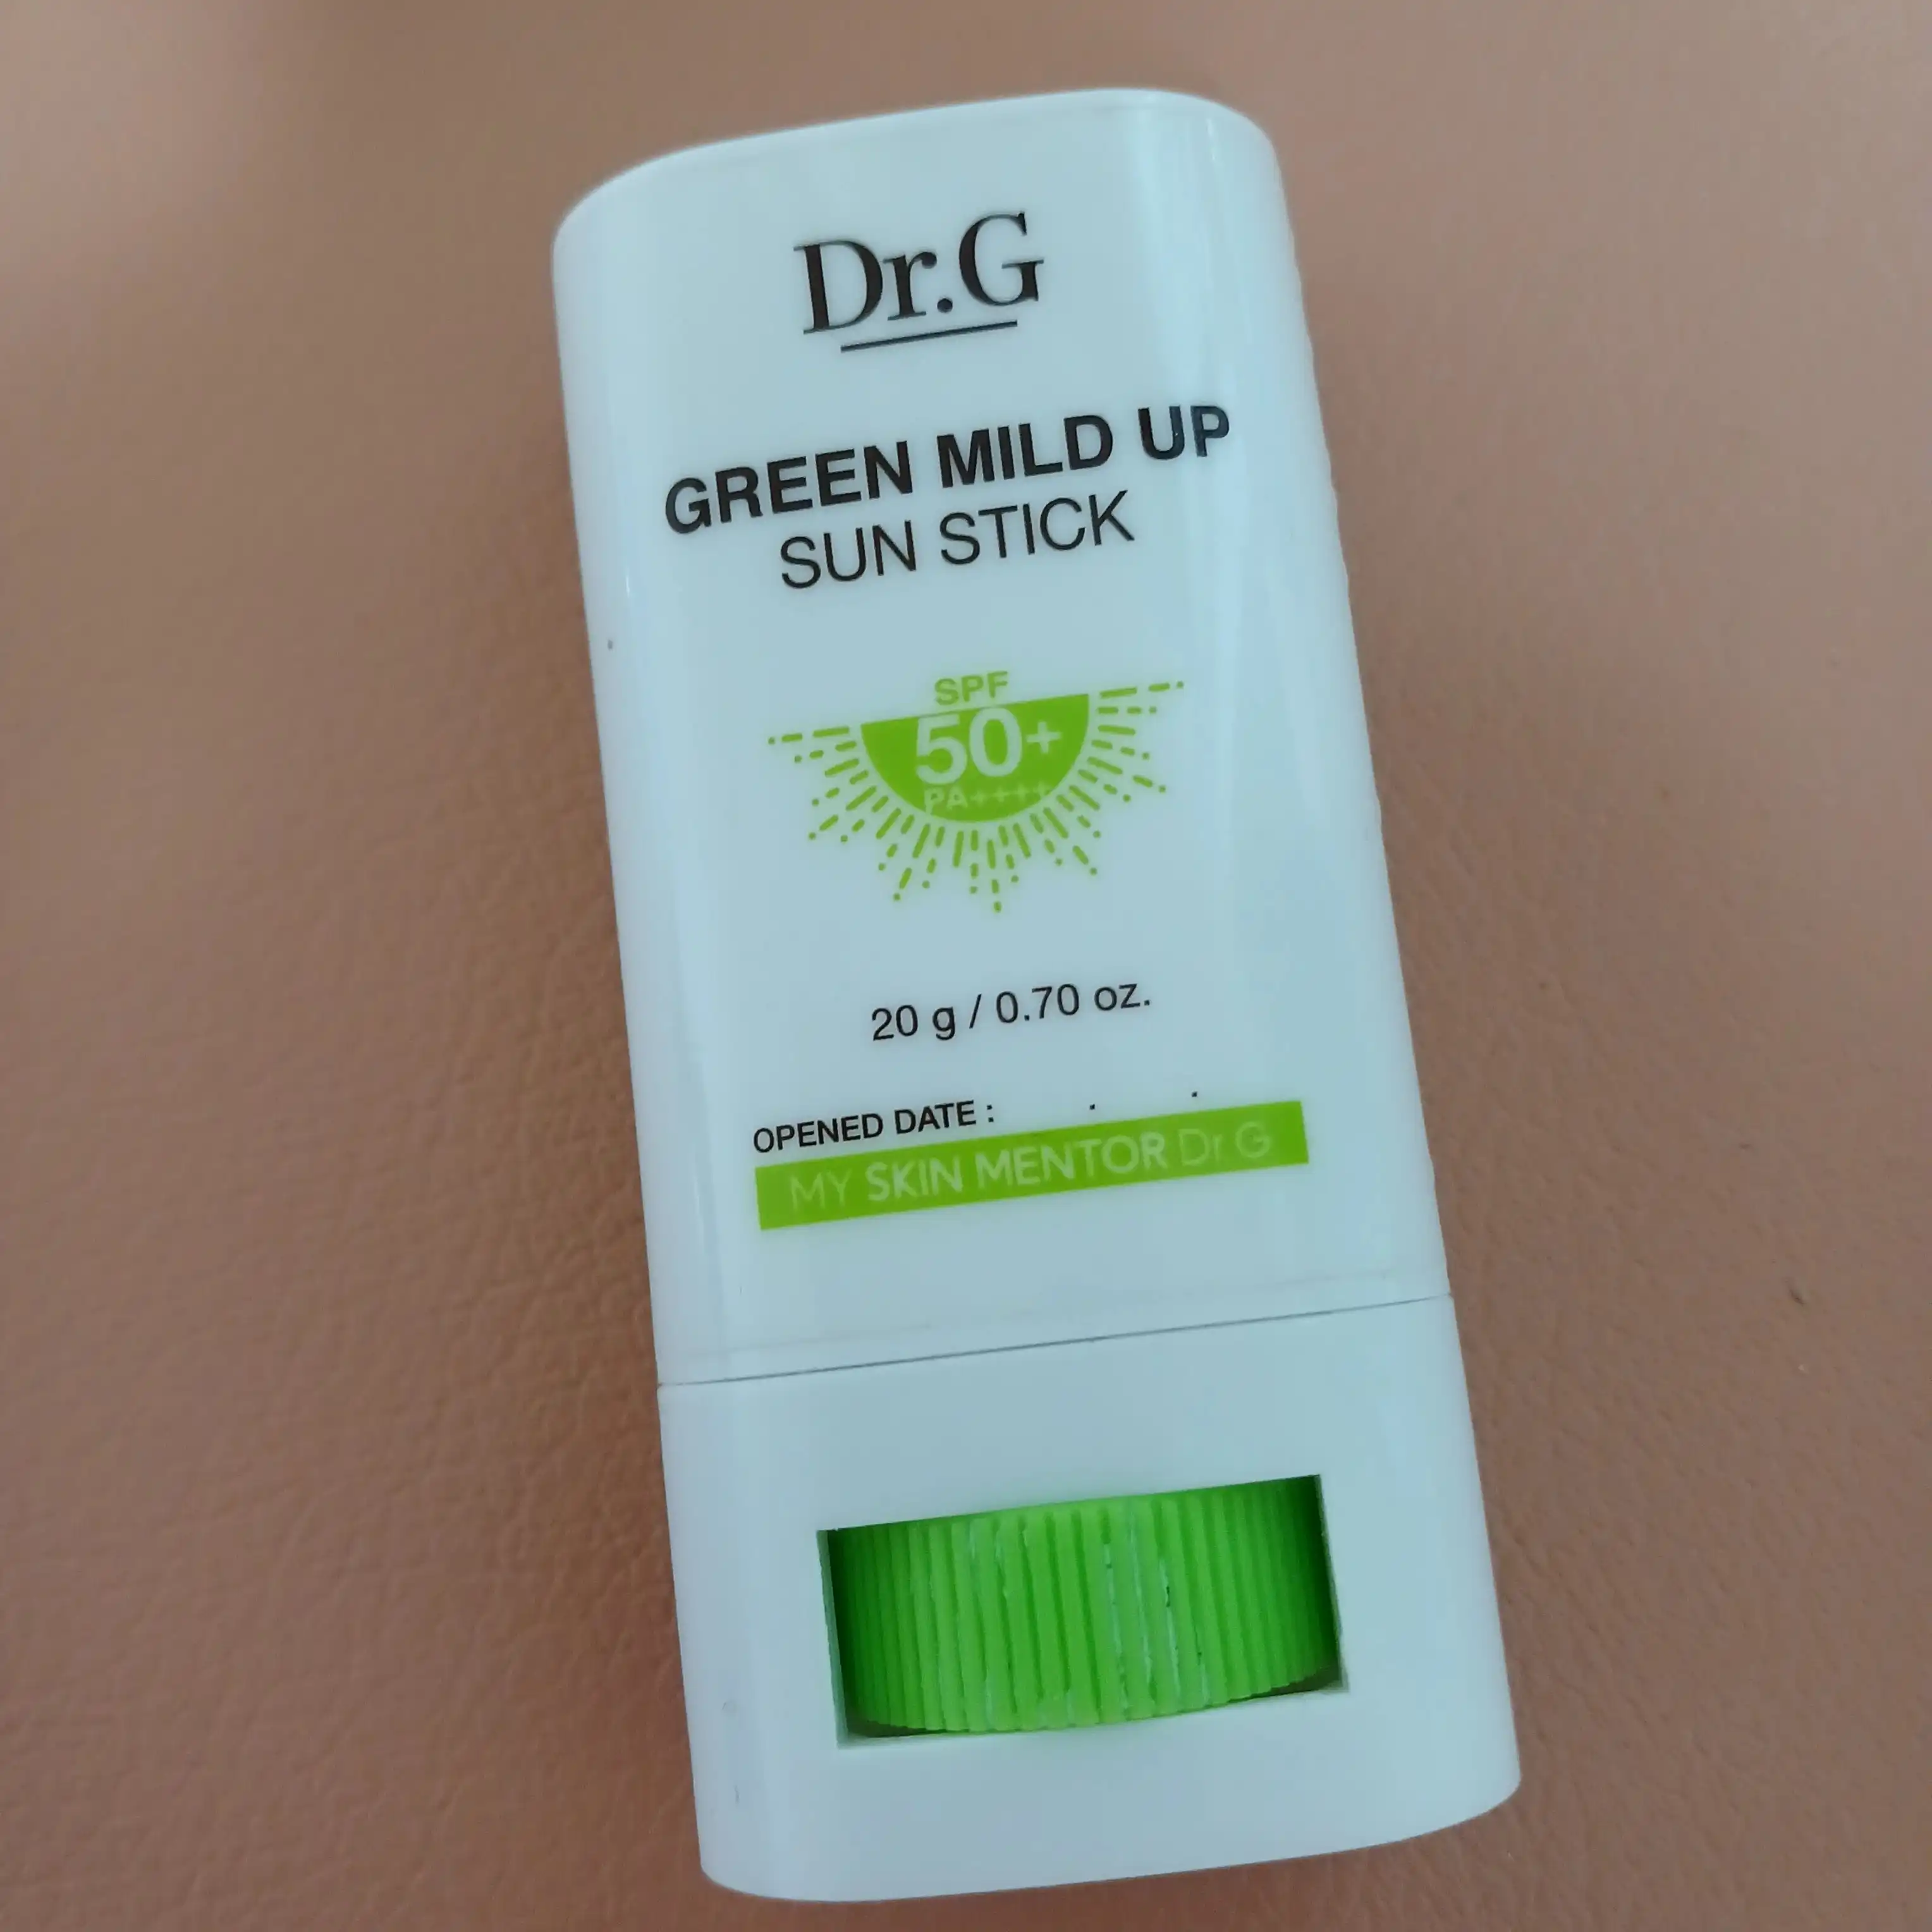 Dr.G
GREEN MILD UP
SUN STICK
SPF
50+
PA++++
20 g / 0.70 oz.
OPENED DATE :      .      .
MY SKIN MENTOR Dr G